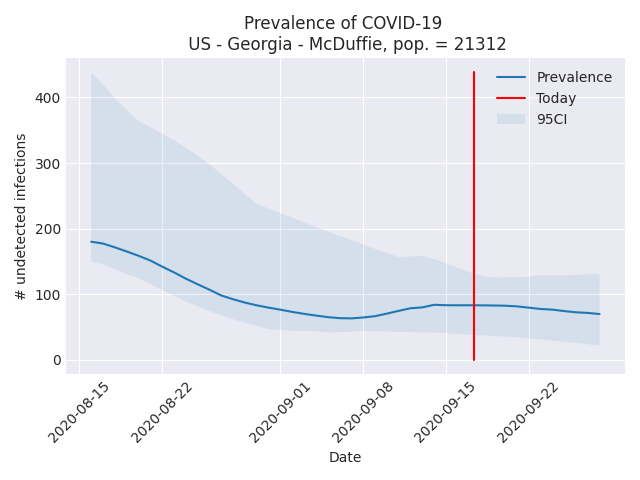 Prevalence of COVID-19
US - Georgia - McDuffie, pop. = 21312
Prevalence
Today
95CI
# undetected infections
400
300
200
100
0
2020-08-15
2020-08-22
2020-09-01
2020-09-08
2020-09-15
2020-09-22
Date